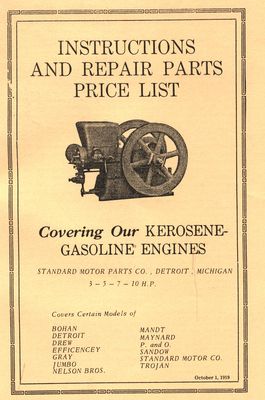 INSTRUCTIONS
AND REPAIR PARTS
PRICE LIST
Covering Our KEROSENE-
GASOLINE ENGINES
STANDARD MOTOR PARTS CO., DETROIT, MICHIGAN
3-5-7-10 H.P.
Covers Certain Models of
BOHAN
DETROIT
DREW
EFFICENCEY
GRAY
JUMBO
NELSON BROS.
MANDT
MAYNARD
P. and O.
SANDOW
STANDARD MOTOR CO.
TROJAN
October 1, 1919